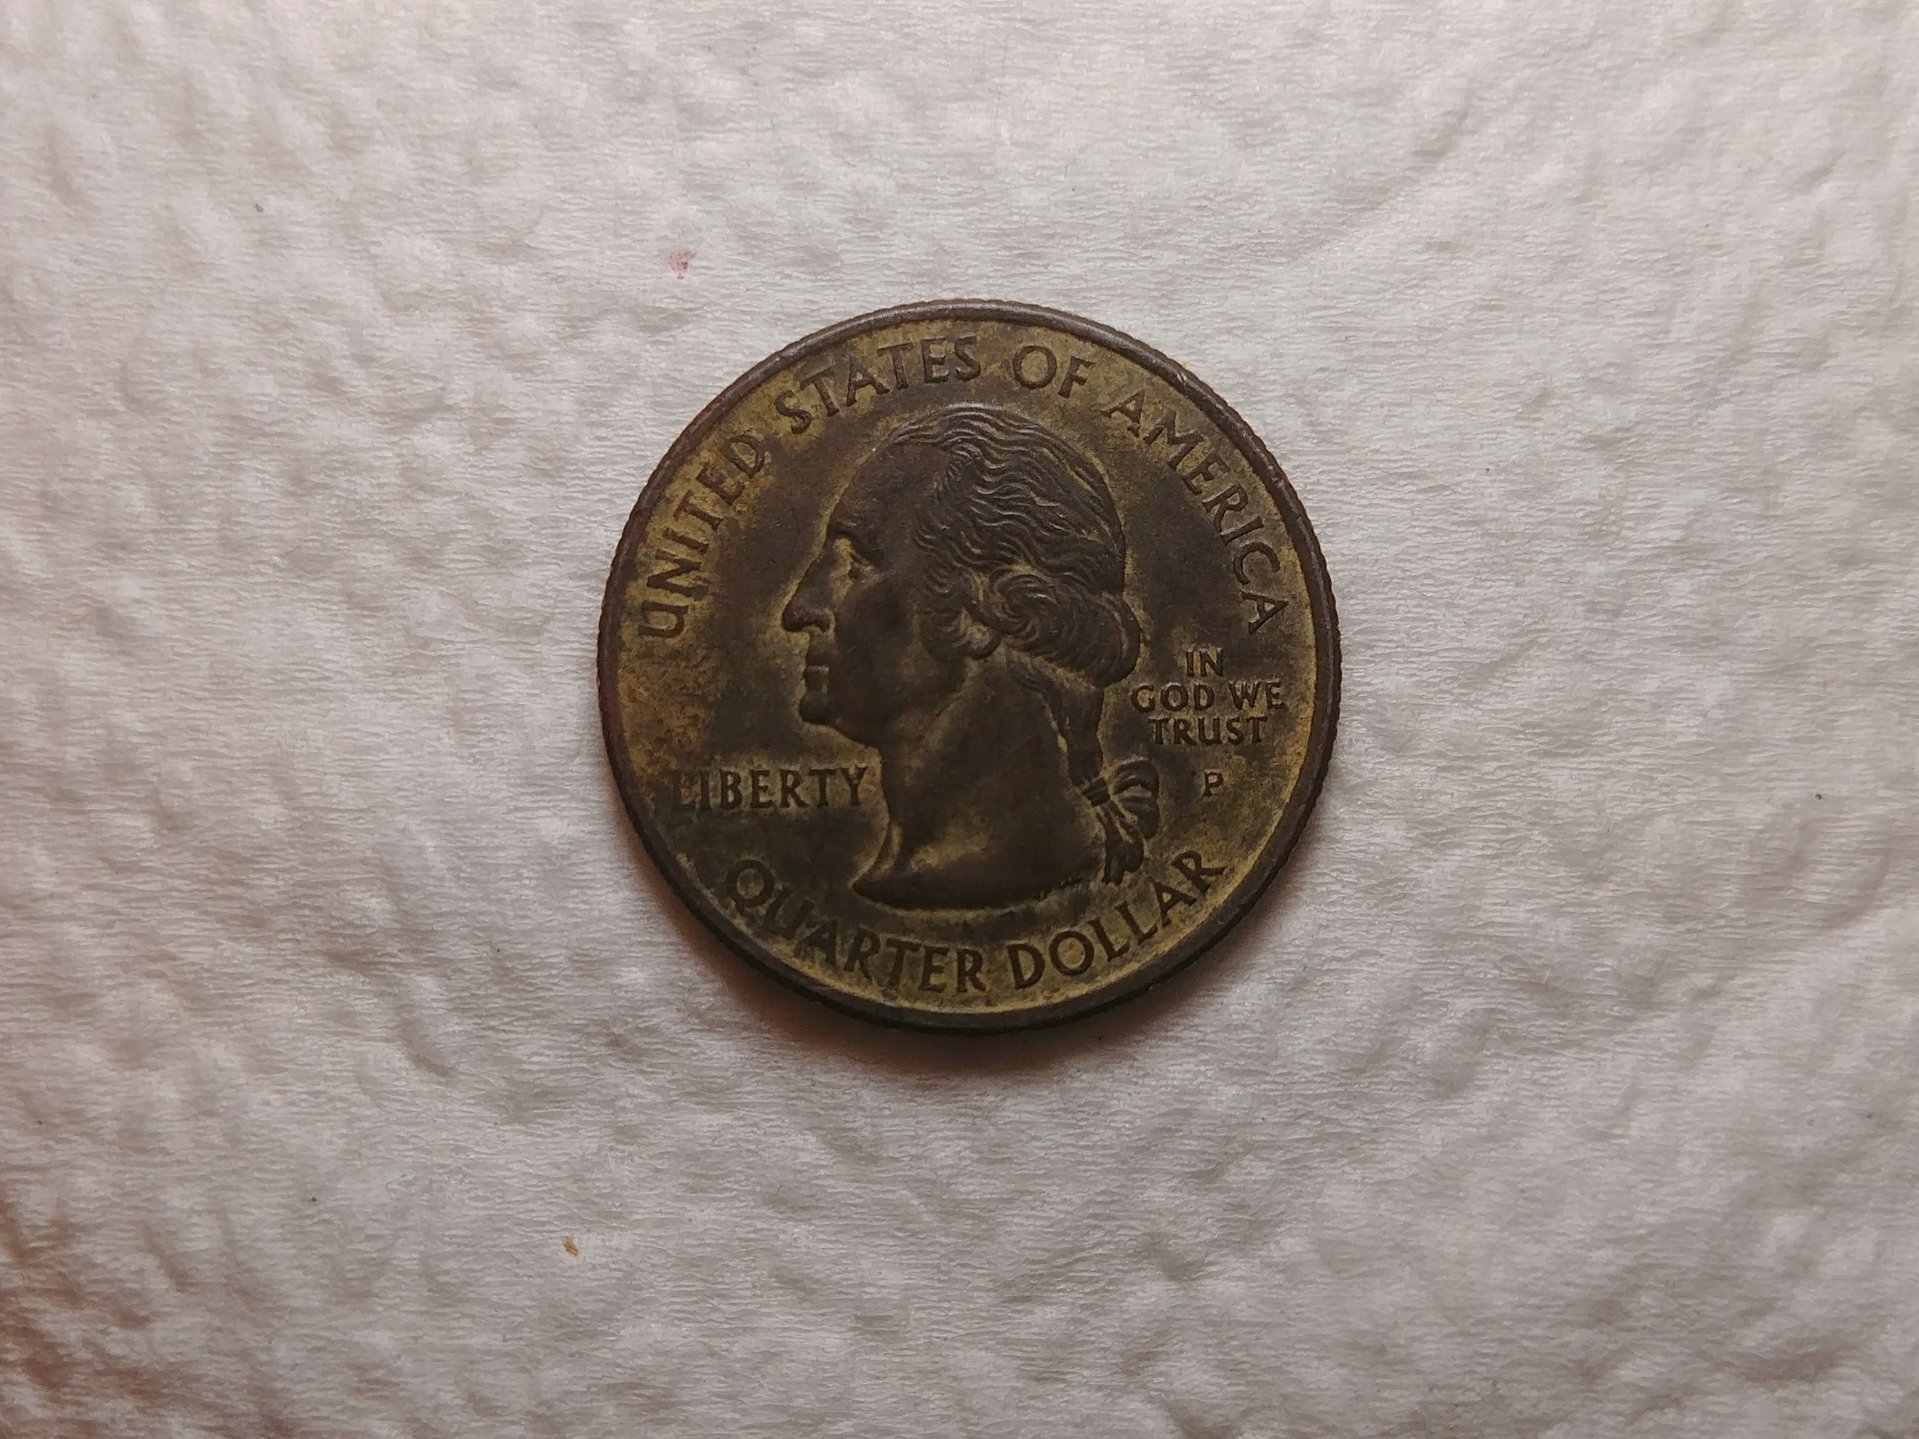 UNITED STATES OF AMERICA
IN
GOD WE
TRUST
LIBERTY
P
QUARTER DOLLAR